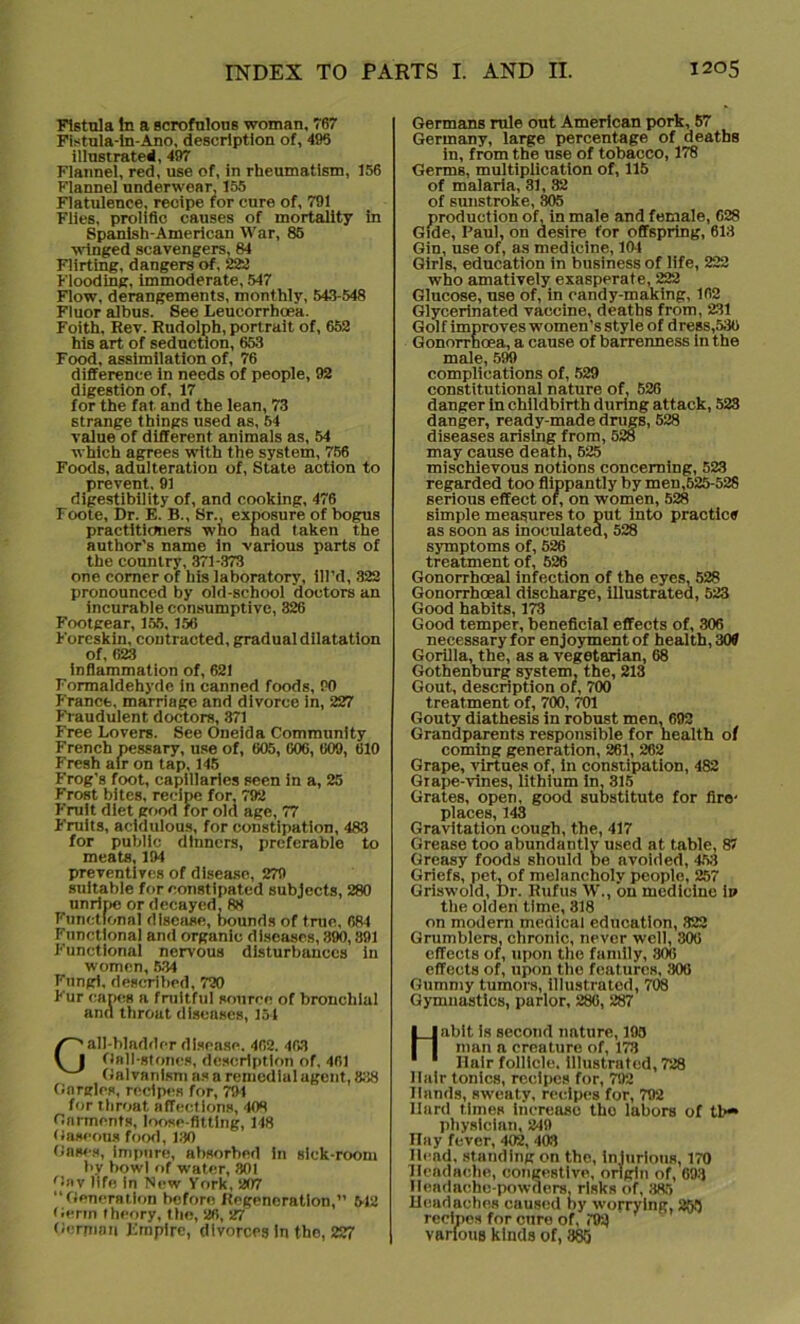 INDEX TO PARTS I. AND II. 1205
Fistula in a scrofulous woman, 767
Fistula-in-Ano, description of, 496
illustrated, 497
Flannel, red, use of, in rheumatism, 156
Flannel underwear, 155
Flatulence, recipe for cure of, 791
Flies, prolific causes of mortality in
Spanish-American War, 85
winged scavengers, 84
Flirting, dangers of, 222
Flooding, immoderate, 547
Flow, derangements, monthly, 543-548
Fluor albus. See Leucorrhœa.
Foith, Rev. Rudolph, portrait of, 652
his art of seduction, 653
Food, assimilation of, 76
difference in needs of people, 92
digestion of, 17
for the fat and the lean, 73
strange things used as, 54
value of different animals as, 54
which agrees with the system, 756
Foods, adulteration of, State action to
prevent, 91
digestibility of, and cooking, 476
Foote, Dr. E. B., Sr., exposure of bogus
practitioners who had taken the
author's name in various parts of
the country, 371-373
one corner of his laboratory, ill'd, 322
pronounced by old-school doctors an
incurable consumptive, 326
Footgear, 155, 156
Foreskin, contracted, gradual dilatation
of, 623
inflammation of, 621
Formaldehyde in canned foods, 90
France, marriage and divorce in, 227
Fraudulent doctors, 371
Free Lovers. See Oneida Community
French pessary, use of, 605, 606, 609, 610
Fresh air on tap, 145
Frog's foot, capillaries seen in a, 25
Frost bites, recipe for, 792
Fruit diet good for old age, 77
Fruits, acidulous, for constipation, 483
for public dinners, preferable to
meats, 194
preventives of disease, 279
suitable for constipated subjects, 280
unripe or decayed, 88
Functional disease, bounds of true, 684
Functional and organic diseases, 390, 391
Functional nervous disturbances in
women, 534
Fungi, described, 720
Fur capes a fruitful source of bronchial
and throat diseases, 154
Gall-bladder disease, 462, 463
Gall-stones, description of, 461
Galvanism as a remedial agent, 338
Gargles, recipes for, 794
for throat affections, 408
Garments, loose-fitting, 148
Gaseous food, 130
Gases, impure, absorbed in sick-room
by bowl of water, 301
Gay life in New York, 207
"Generation before Regeneration," 542
Germ theory, the, 26, 27
German Empire, divorces in the, 227
Germans rule out American pork, 57
Germany, large percentage of deaths
in, from the use of tobacco, 178
Germs, multiplication of, 115
of malaria, 31, 32
of sunstroke, 305
production of, in male and female, 628
Gide, Paul, on desire for offspring, 613
Gin, use of, as medicine, 104
Girls, education in business of life, 222
who amatively exasperate, 222
Glucose, use of, in candy-making, 162
Glycerinated vaccine, deaths from, 231
Golf improves women's style of dress, 530
Gonorrhœa, a cause of barrenness in the
male, 599
complications of, 529
constitutional nature of, 526
danger in childbirth during attack, 523
danger, ready-made drugs, 528
diseases arising from, 528
may cause death, 525
mischievous notions concerning, 523
regarded too flippantly by men, 525-528
serious effect of, on women, 528
simple measures to put into practice
as soon as inoculated, 528
symptoms of, 526
treatment of, 526
Gonorrhœal infection of the eyes, 528
Gonorrhœal discharge, illustrated, 523
Good habits, 173
Good temper, beneficial effects of, 306
necessary for enjoyment of health, 306
Gorilla, the, as a vegetarian, 68
Gothenburg system, the, 213
Gout, description of, 700
treatment of, 700, 701
Gouty diathesis in robust men, 692
Grandparents responsible for health of
coming generation, 261, 262
Grape, virtues of, in constipation, 482
Grape-vines, lithium in, 315
Grates, open, good substitute for fire-
places, 143
Gravitation cough, the, 417
Grease too abundantly used at table, 87
Greasy foods should be avoided, 453
Griefs, pet, of melancholy people, 257
Griswold, Dr. Rufus W., on medicine in
the olden time, 318
on modern medical education, 322
Grumblers, chronic, never well, 306
effects of, upon the family, 306
effects of, upon the features, 306
Gummy tumors, illustrated, 708
Gymnastics, parlor, 286, 287
Habit is second nature, 193
man a creature of, 173
Hair follicle, illustrated, 728
Hair tonics, recipes for, 792
Hands, sweaty, recipes for, 792
Hard times increase the labors of the
physician, 249
Hay fever, 402, 403
Head, standing on the, injurious, 170
Headache, congestive, origin of, 693
Headache-powders, risks of, 385
Headaches caused by worrying, 255
recipes for cure of, 793
various kinds of, 385